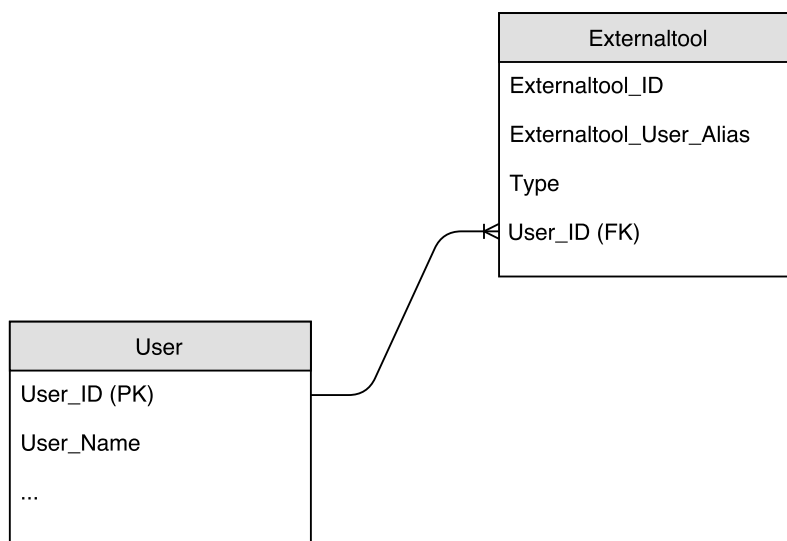 Externaltool
Externaltool_ID
Externaltool_User_Alias
Type
User_ID (FK)
User
User_ID (PK)
User_Name
...